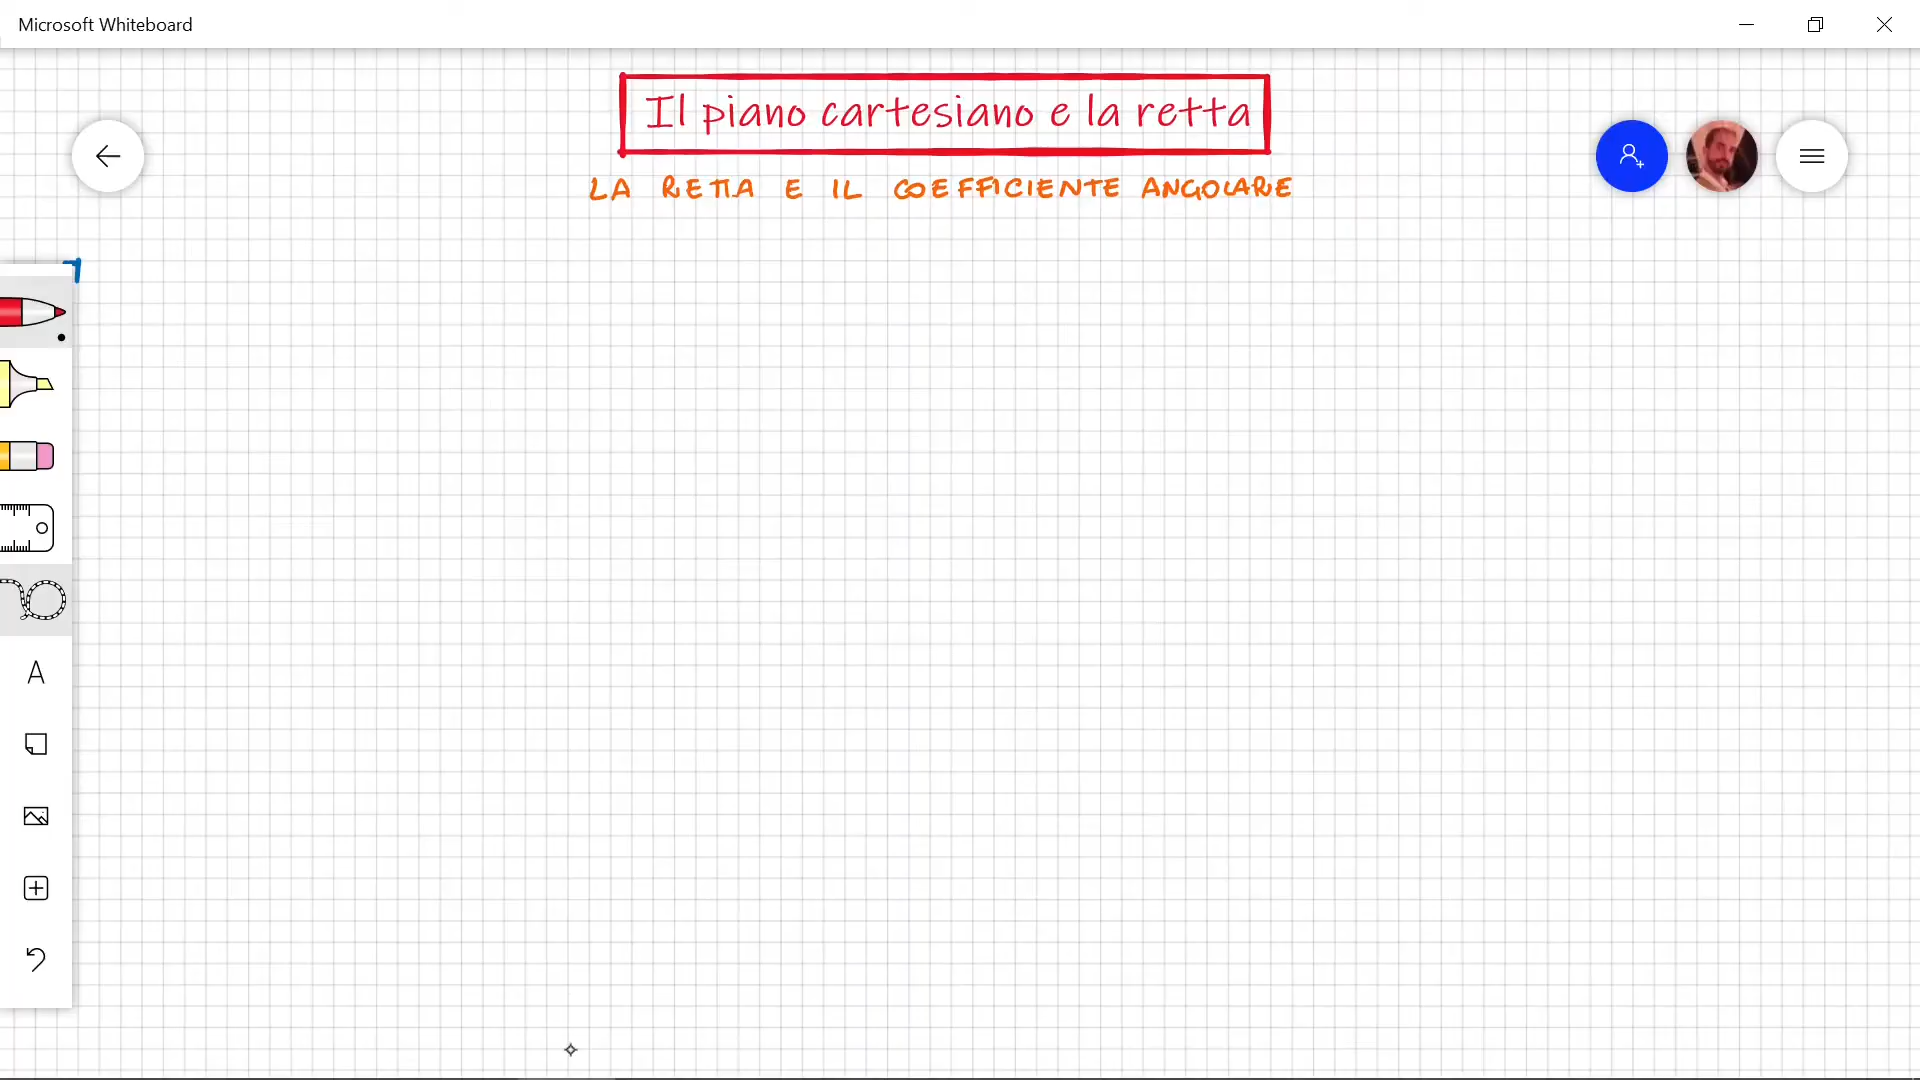 Microsoft Whiteboard
Il piano cartesiano e la retta
LA RETTA E IL COEFFICIENTE ANGOLARE